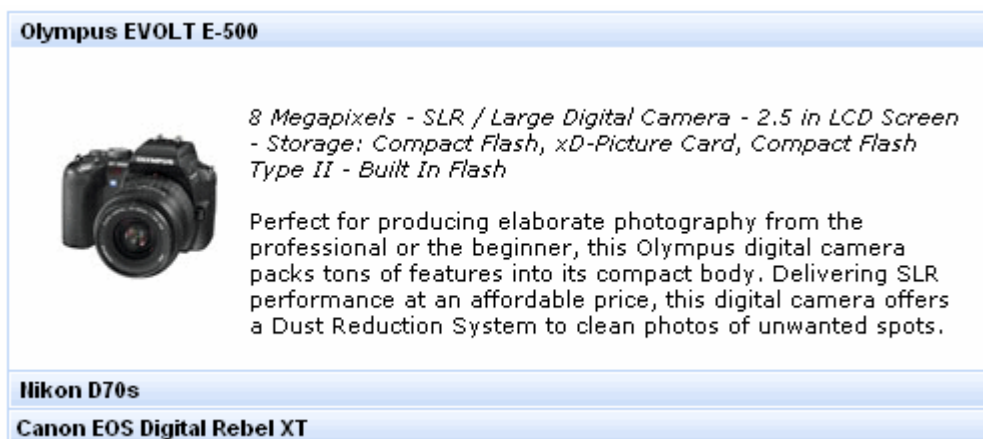 Olympus EVOLT E-500
8 Megapixels - SLR / Large Digital Camera - 2.5 in LCD Screen
- Storage: Compact Flash, xD-Picture Card, Compact Flash
Type II - Built In Flash
OLYMPUS
Perfect for producing elaborate photography from the
professional or the beginner, this Olympus digital camera
packs tons of features into its compact body. Delivering SLR
performance at an affordable price, this digital camera offers
a Dust Reduction System to clean photos of unwanted spots.
Nikon D70s
Canon EOS Digital Rebel XT